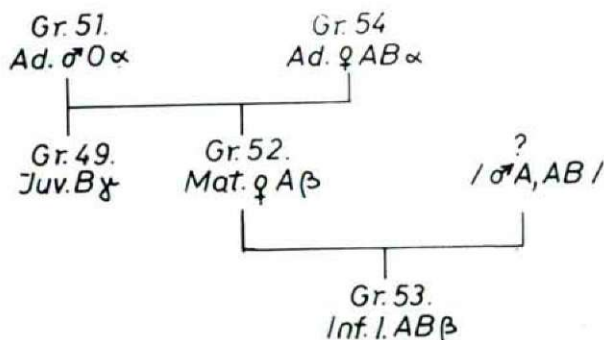 Gr. 51.
Ad. ♂ O α
Gr. 54
Ad. ♀ AB α
Gr. 49.
Juv. B γ
Gr. 52.
Mat. ♀ A β
?
/ ♂ A, AB /
Gr. 53.
Inf. I. AB β